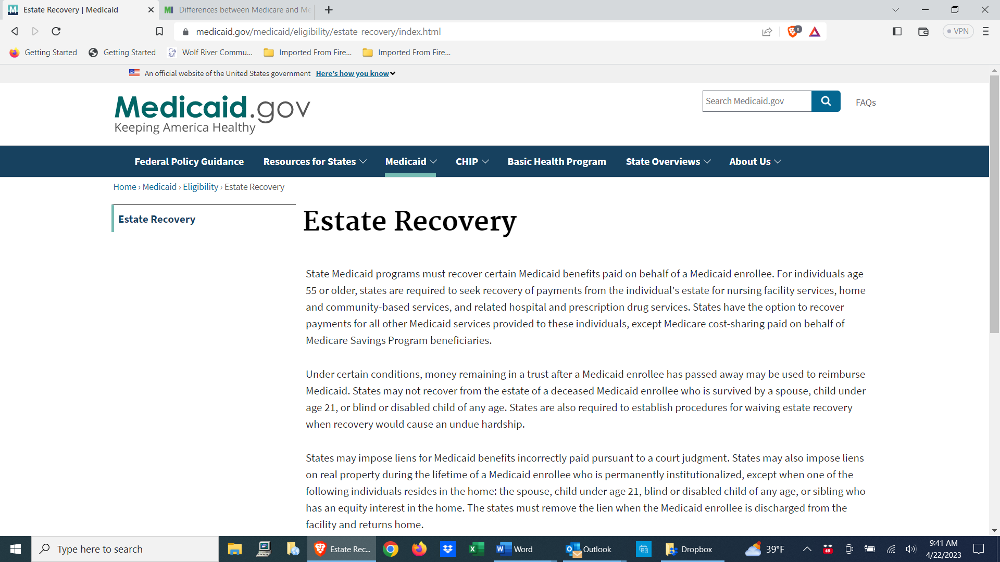 Estate Recovery | Medicaid
Differences between Medicare and Me
medicaid.gov/medicaid/eligibility/estate-recovery/index.html
8
VPN
Getting Started
Getting Started
Wolf River Commu...
Imported From Fire...
Imported From Fire...
An official website of the United States government Here's how you know
Medicaid.gov
Keeping America Healthy
Search Medicaid.gov
FAQs
Federal Policy Guidance Resources for States Medicaid CHIP Basic Health Program State Overviews About Us
Home › Medicaid › Eligibility › Estate Recovery
Estate Recovery
Estate Recovery
State Medicaid programs must recover certain Medicaid benefits paid on behalf of a Medicaid enrollee. For individuals age
55 or older, states are required to seek recovery of payments from the individual's estate for nursing facility services, home
and community-based services, and related hospital and prescription drug services. States have the option to recover
payments for all other Medicaid services provided to these individuals, except Medicare cost-sharing paid on behalf of
Medicare Savings Program beneficiaries.
Under certain conditions, money remaining in a trust after a Medicaid enrollee has passed away may be used to reimburse
Medicaid. States may not recover from the estate of a deceased Medicaid enrollee who is survived by a spouse, child under
age 21, or blind or disabled child of any age. States are also required to establish procedures for waiving estate recovery
when recovery would cause an undue hardship.
States may impose liens for Medicaid benefits incorrectly paid pursuant to a court judgment. States may also impose liens
on real property during the lifetime of a Medicaid enrollee who is permanently institutionalized, except when one of the
following individuals resides in the home: the spouse, child under age 21, blind or disabled child of any age, or sibling who
has an equity interest in the home. The states must remove the lien when the Medicaid enrollee is discharged from the
facility and returns home.
Type here to search
Estate Rec...
Word
Outlook
Dropbox
39°F
48
9:41 AM
4/22/2023